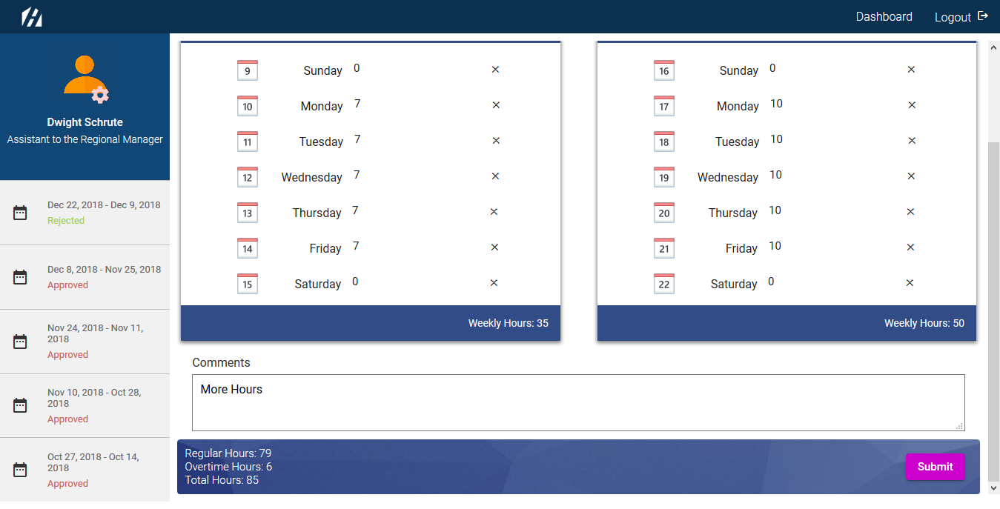 Dashboard
Logout
Dwight Schrute
Assistant to the Regional Manager
Dec 22, 2018 - Dec 9, 2018
Rejected
Dec 8, 2018 - Nov 25, 2018
Approved
Nov 24, 2018 - Nov 11,
2018
Approved
Nov 10, 2018 - Oct 28,
2018
Approved
Oct 27, 2018 - Oct 14,
2018
Approved
9 Sunday 0
10 Monday 7
11 Tuesday 7
12 Wednesday 7
13 Thursday 7
14 Friday 7
15 Saturday 0
Weekly Hours: 35
16 Sunday 0
17 Monday 10
18 Tuesday 10
19 Wednesday 10
20 Thursday 10
21 Friday 10
22 Saturday 0
Weekly Hours: 50
Comments
More Hours
Regular Hours: 79
Overtime Hours: 6
Total Hours: 85
Submit